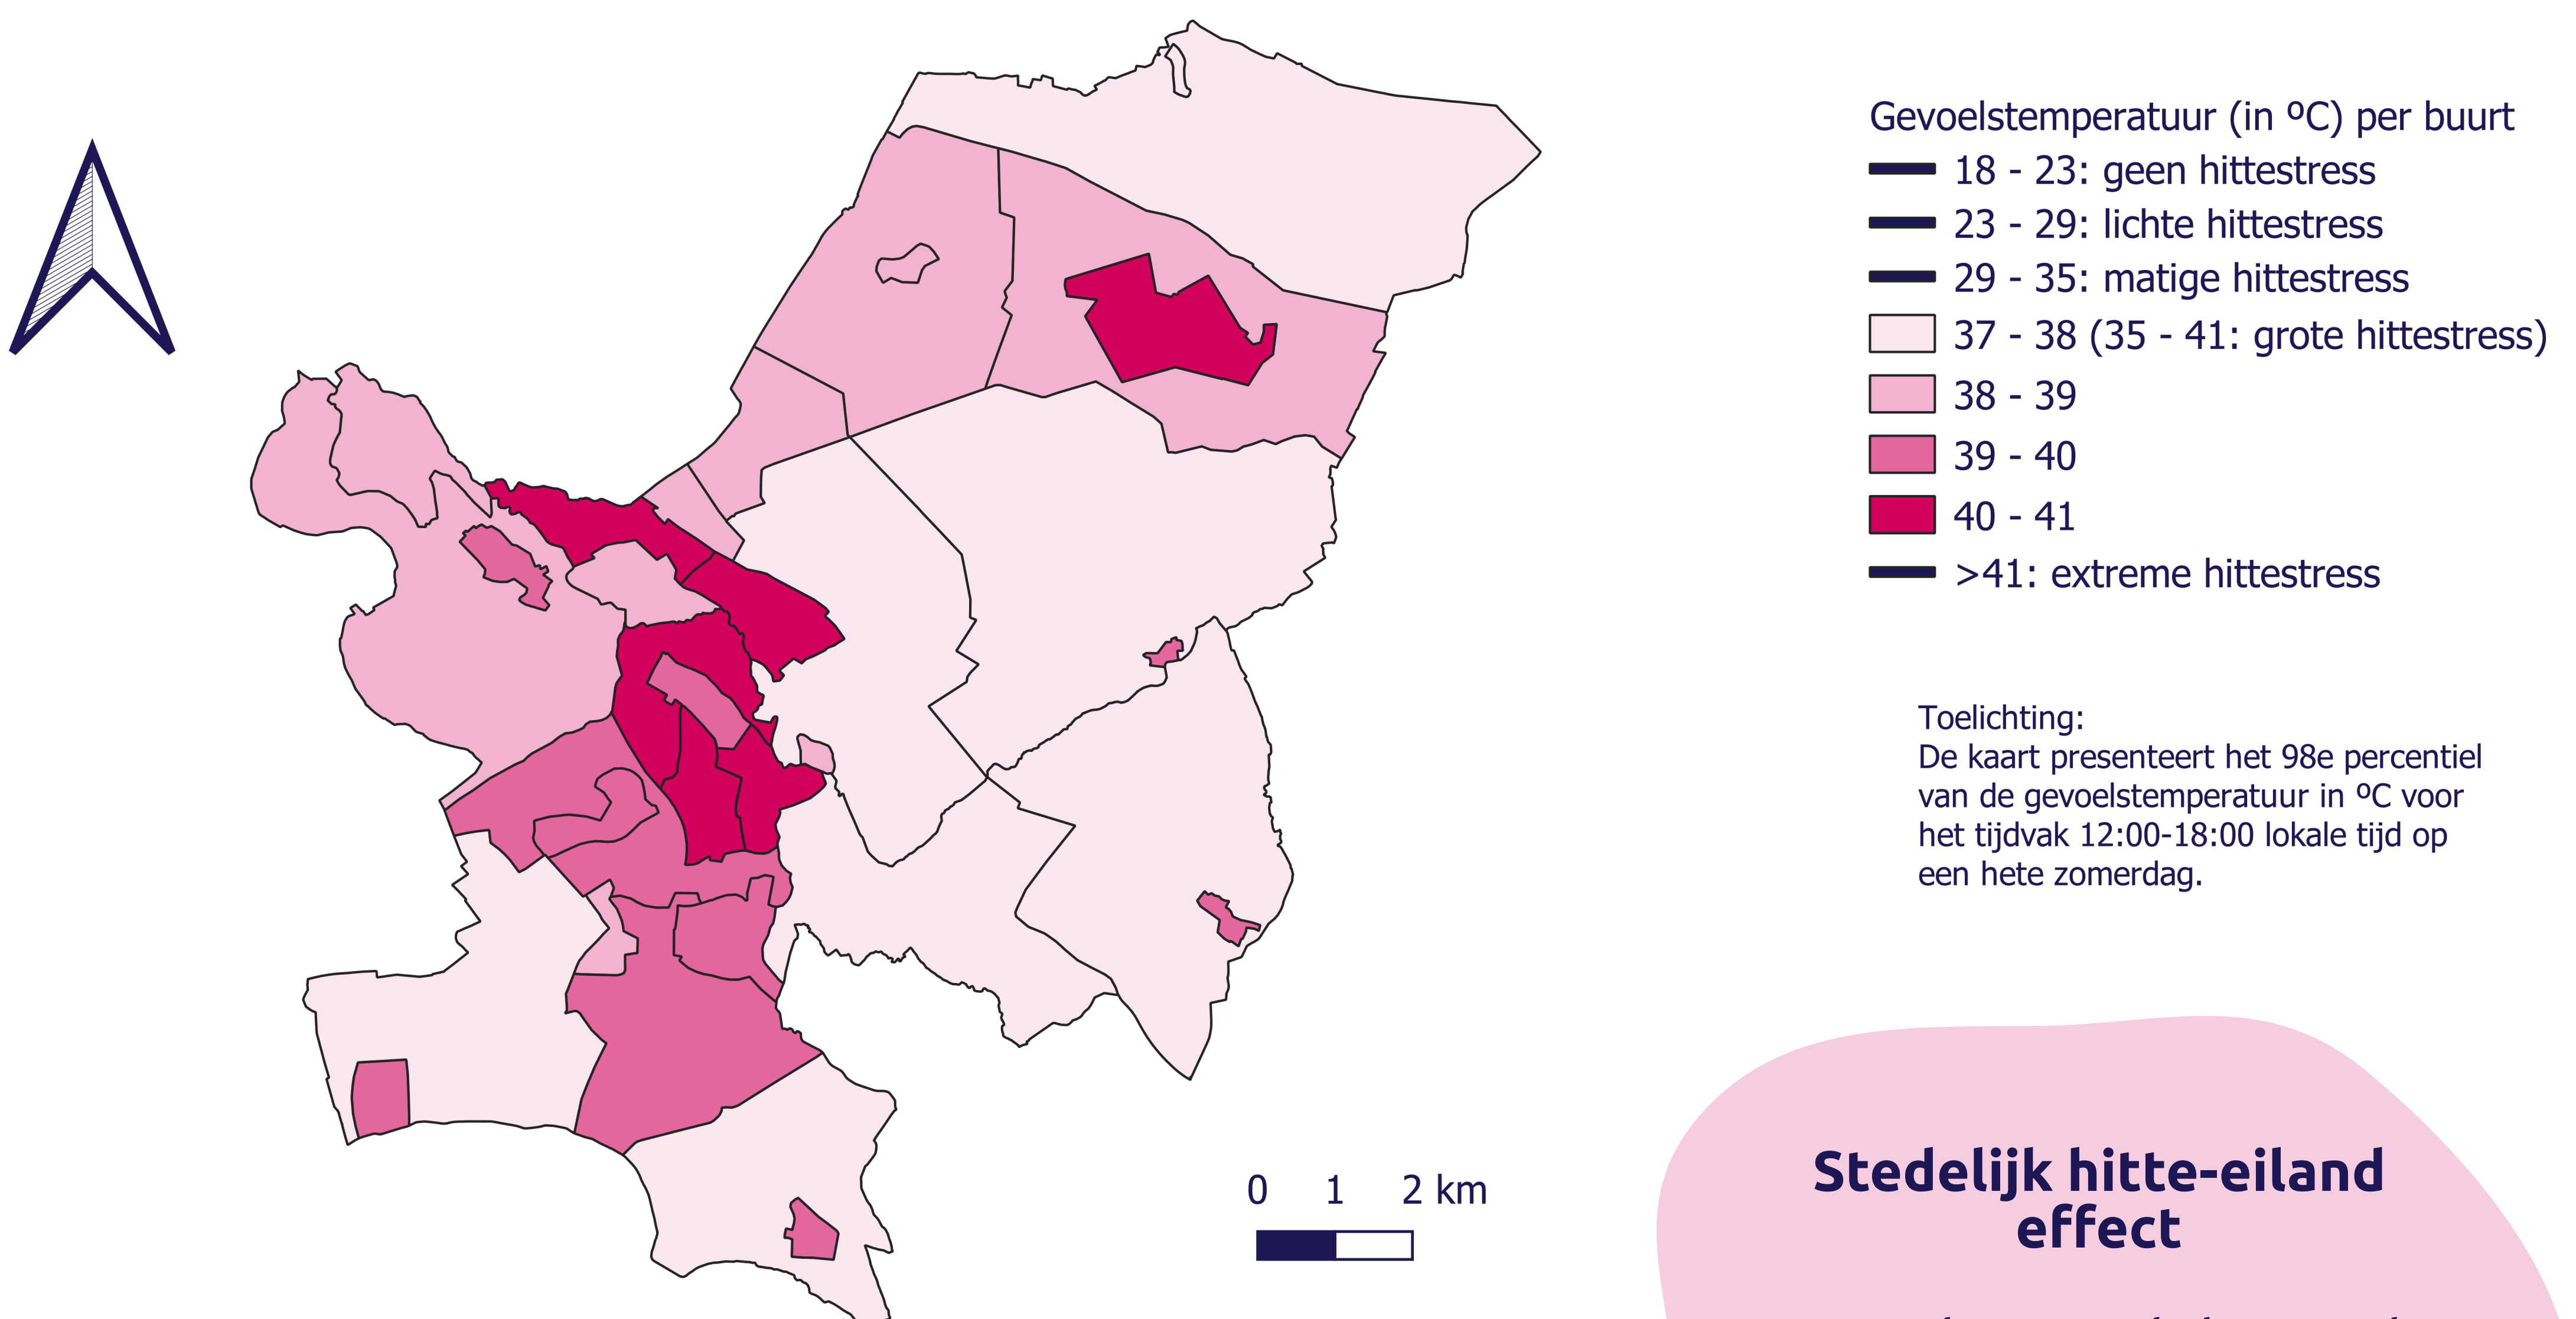 Gevoelstemperatuur (in ºC) per buurt
18 - 23: geen hittestress
23 - 29: lichte hittestress
29 - 35: matige hittestress
37 - 38 (35 - 41: grote hittestress)
38 - 39
39 - 40
40 - 41
>41: extreme hittestress
Toelichting:
De kaart presenteert het 98e percentiel
van de gevoelstemperatuur in ºC voor
het tijdvak 12:00-18:00 lokale tijd op
een hete zomerdag.
0 1 2 km
Stedelijk hitte-eiland
effect